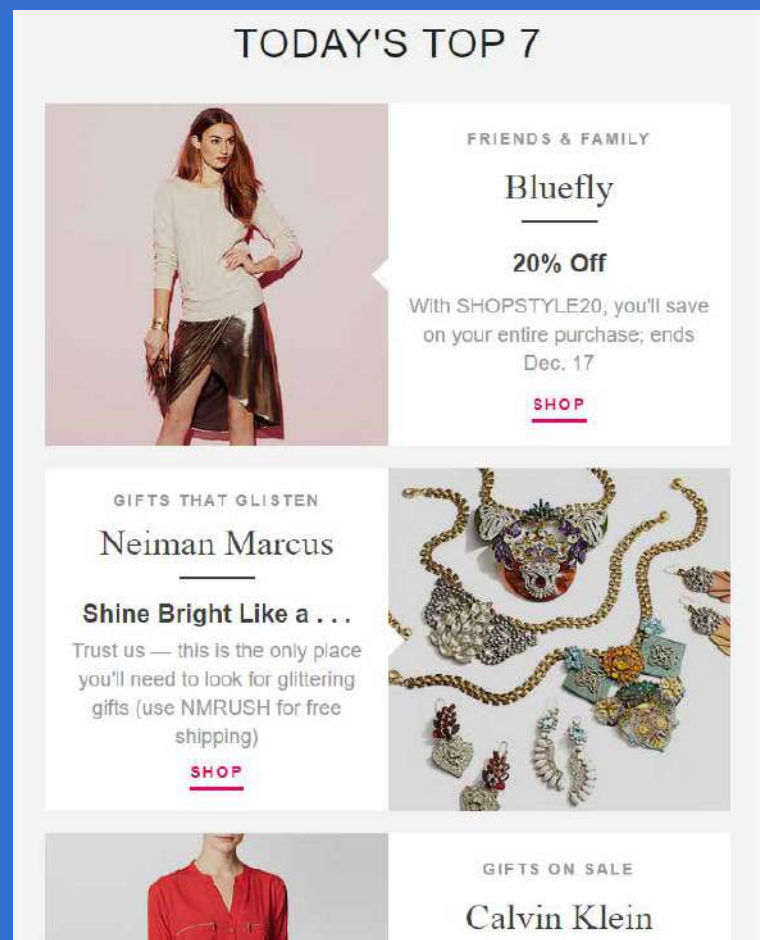 TODAY'S TOP 7
FRIENDS & FAMILY
Bluefly
20% Off
With SHOPSTYLE20, you'll save
on your entire purchase; ends
Dec. 17
SHOP
GIFTS THAT GLISTEN
Neiman Marcus
Shine Bright Like a . . .
Trust us — this is the only place
you'll need to look for glittering
gifts (use NMRUSH for free
shipping)
SHOP
GIFTS ON SALE
Calvin Klein